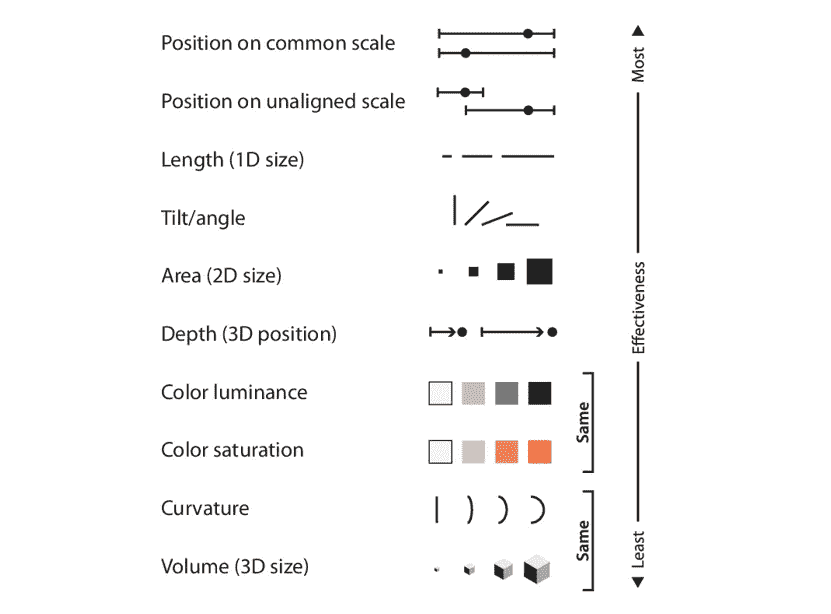 Position on common scale
Position on unaligned scale
Length (1D size)
Tilt/angle
Area (2D size)
Depth (3D position)
Color luminance
Color saturation
Curvature
Volume (3D size)
Same
Same
Most
Effectiveness
Least